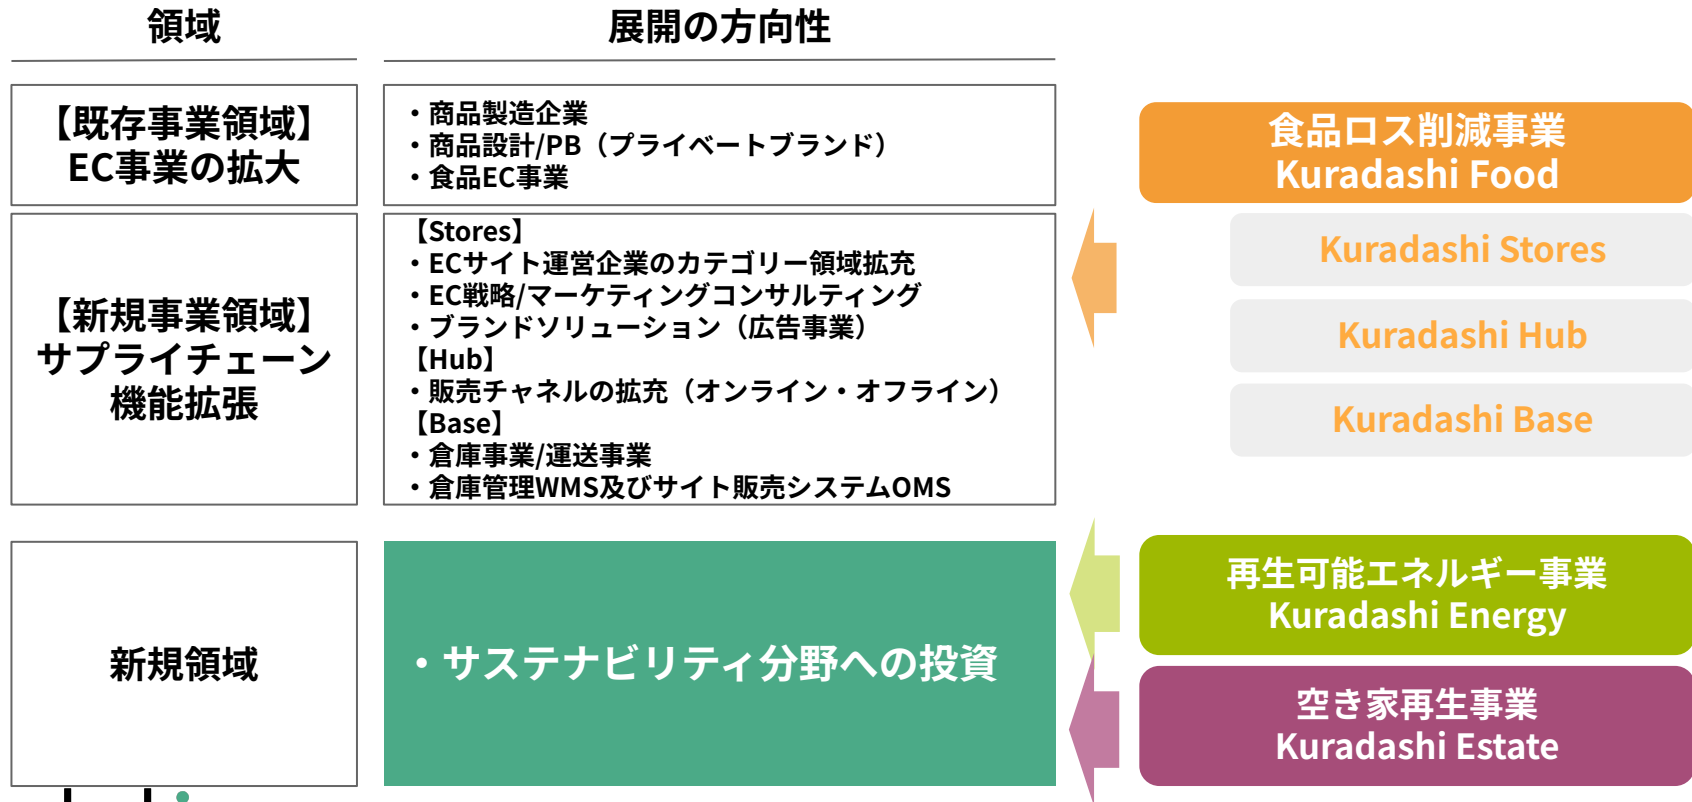 領域
展開の方向性
【既存事業領域】
EC事業の拡大
・商品製造企業
・商品設計/PB（プライベートブランド）
・食品EC事業
食品ロス削減事業
Kuradashi Food
【新規事業領域】
サプライチェーン
機能拡張
【Stores】
・ECサイト運営企業のカテゴリー領域拡充
・EC戦略/マーケティングコンサルティング
・ブランドソリューション（広告事業）
【Hub】
・販売チャネルの拡充（オンライン・オフライン）
【Base】
・倉庫事業/運送事業
・倉庫管理WMS及びサイト販売システムOMS
Kuradashi Stores
Kuradashi Hub
Kuradashi Base
新規領域
・サステナビリティ分野への投資
再生可能エネルギー事業
Kuradashi Energy
空き家再生事業
Kuradashi Estate